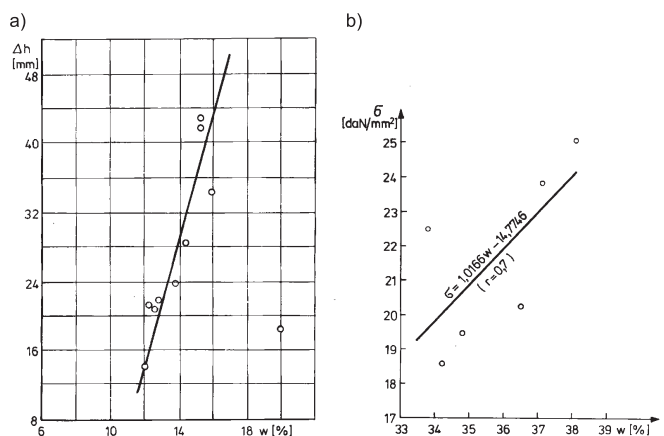 a)
Δh
[mm]
48
40
32
24
16
8
6
10
14
18
w [%]
b)
б
[daN/mm²]
25
24
23
22
21
20
19
18
17
б = 1,0166w – 14,7746
( r = 0,7 )
33
34
35
36
37
38
39
w [%]